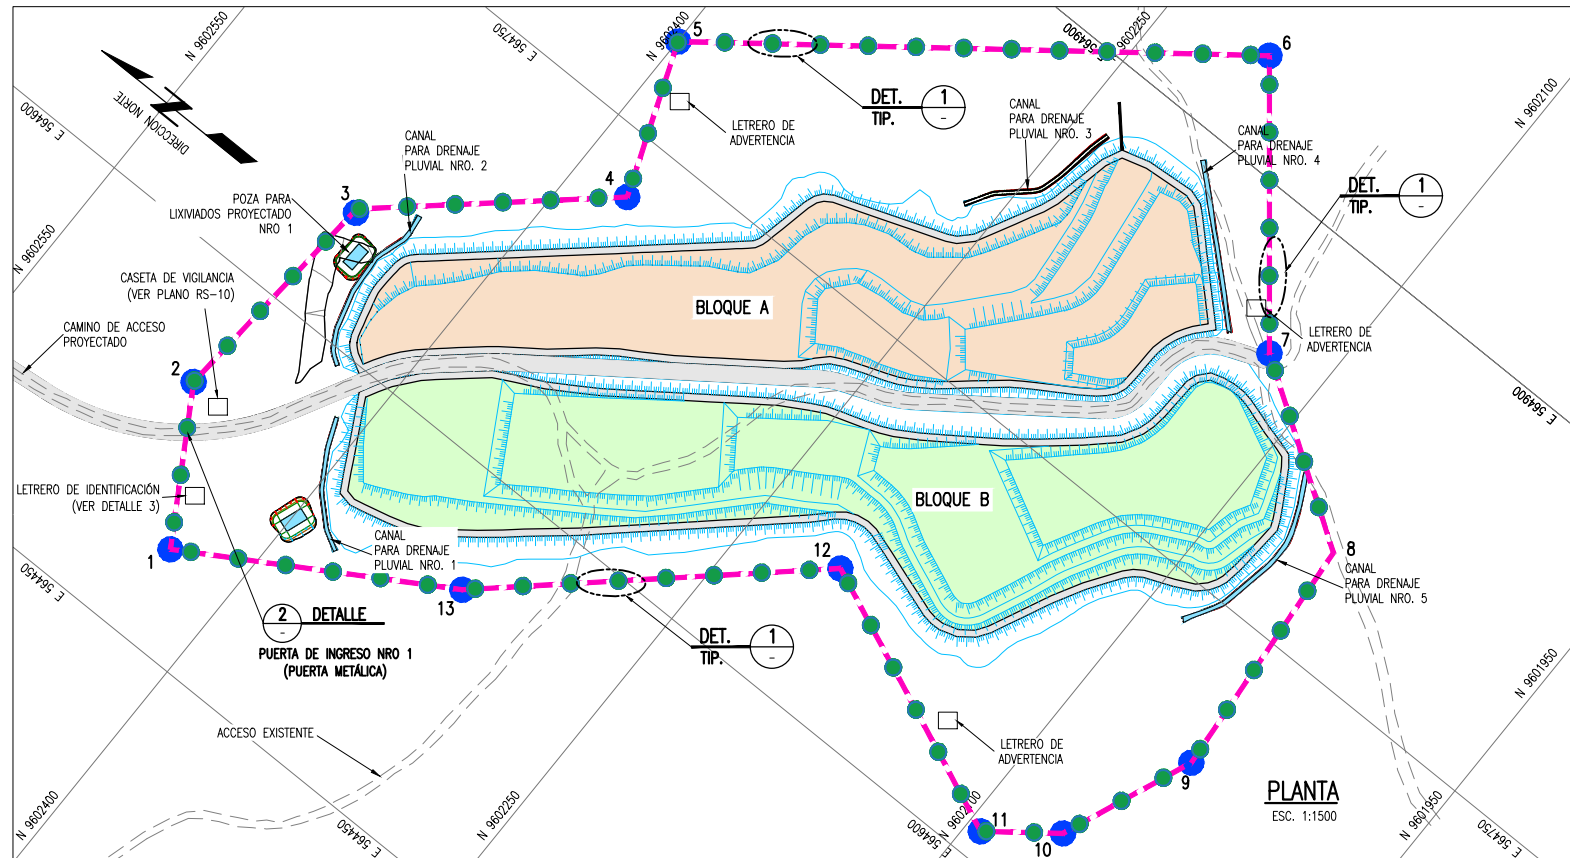 N 9602550
E 564750
N 9602400
5
E 564900
N 9602250
6
DIRECCION NORTE
E 564600
DET.
TIP.
1
-
N 9602100
LETRERO DE
ADVERTENCIA
CANAL
PARA DRENAJE
PLUVIAL NRO. 3
CANAL
PARA DRENAJE
PLUVIAL NRO. 2
CANAL
PARA DRENAJE
PLUVIAL NRO. 4
DET.
TIP.
1
-
4
3
POZA PARA
LIXIVIADOS PROYECTADO
NRO 1
N 9602550
CASETA DE VIGILANCIA
(VER PLANO RS-10)
BLOQUE A
CAMINO DE ACCESO
PROYECTADO
LETRERO DE
ADVERTENCIA
7
2
E 564900
LETRERO DE IDENTIFICACIÓN
(VER DETALLE 3)
BLOQUE B
1
CANAL
PARA DRENAJE
PLUVIAL NRO. 1
12
8
CANAL
PARA DRENAJE
PLUVIAL NRO. 5
E 564450
13
2
-
DETALLE
PUERTA DE INGRESO NRO 1
(PUERTA METÁLICA)
DET.
TIP.
1
-
ACCESO EXISTENTE
LETRERO DE
ADVERTENCIA
N 9601950
9
PLANTA
ESC. 1:1500
N 9602400
E 564450
N 9602250
E 564600
N 9602100
11
10
N 9601950
E 564750